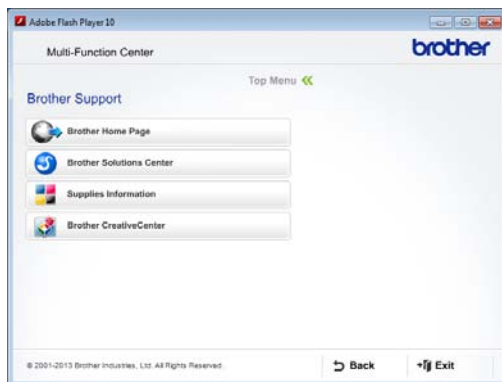 Adobe Flash Player 10
Multi-Function Center
brother
Top Menu
Brother Support
Brother Home Page
Brother Solutions Center
Supplies Information
Brother CreativeCenter
© 2001-2013 Brother Industries, Ltd. All Rights Reserved.
Back
Exit